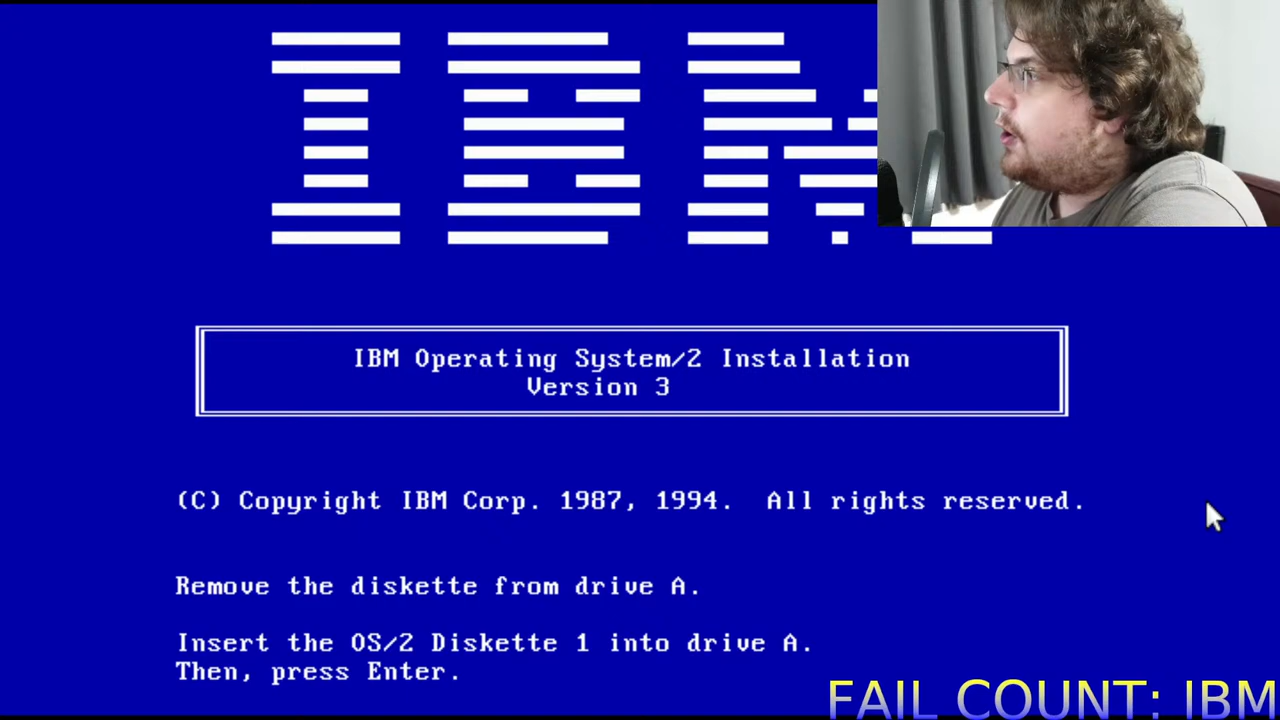 IBM
IBM Operating System/2 Installation
Version 3
(C) Copyright IBM Corp. 1987, 1994.  All rights reserved.
Remove the diskette from drive A.
Insert the OS/2 Diskette 1 into drive A.
Then, press Enter.
FAIL COUNT: IBM